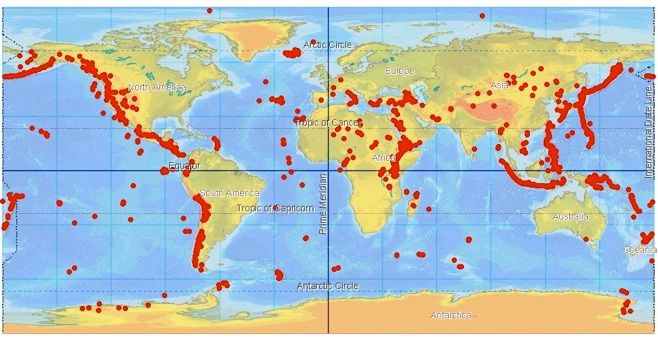 Arctic Circle
Europe
North America
Asia
Tropic of Cancer
Africa
Equator
South America
Tropic of Capricorn
Prime Meridian
International Date Line
Australia
Oceania
Antarctic Circle
Antarctica